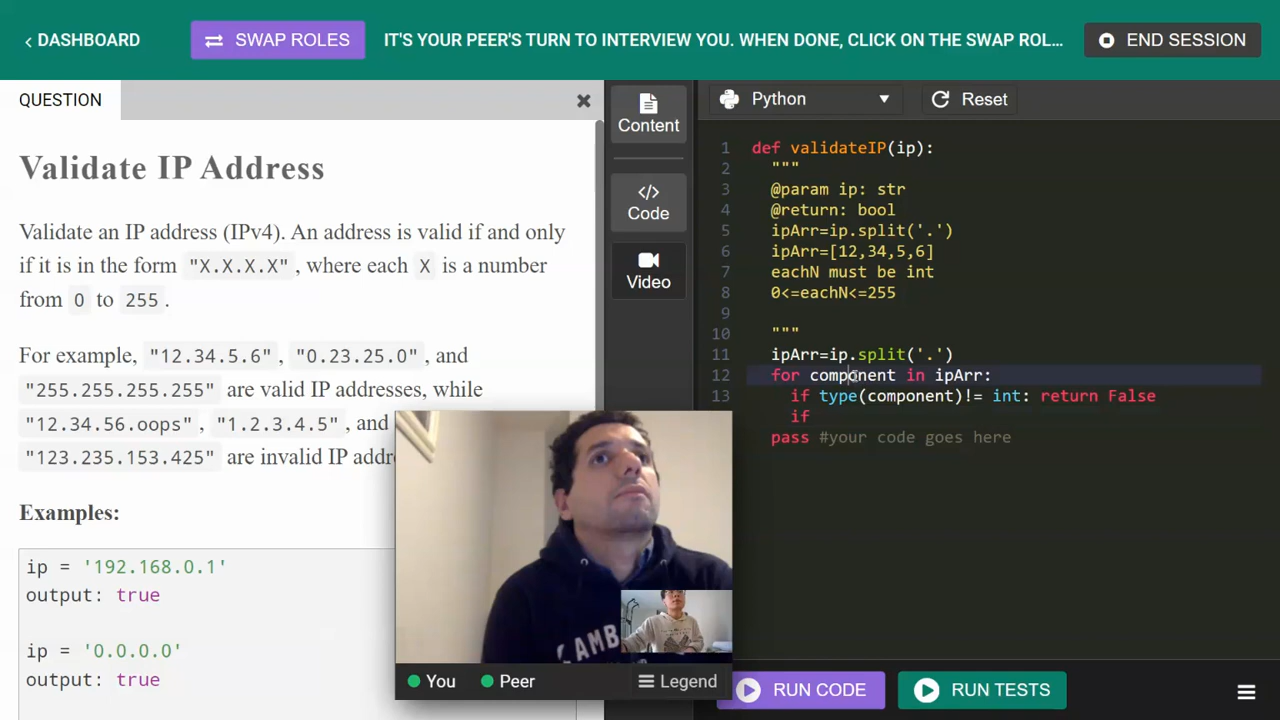 DASHBOARD
SWAP ROLES
IT'S YOUR PEER'S TURN TO INTERVIEW YOU. WHEN DONE, CLICK ON THE SWAP ROL...
END SESSION
QUESTION
Validate IP Address
Validate an IP address (IPv4). An address is valid if and only
if it is in the form "X.X.X.X", where each X is a number
from 0 to 255.
For example, "12.34.5.6", "0.23.25.0", and
"255.255.255.255" are valid IP addresses, while
"12.34.56.oops", "1.2.3.4.5", and
"123.235.153.425" are invalid IP addre
Examples:
ip = '192.168.0.1'
output: true
ip = '0.0.0.0'
output: true
Content
Code
Video
Python
Reset
1 def validateIP(ip):
2 """
3 @param ip: str
4 @return: bool
5 ipArr=ip.split('.')
6 ipArr=[12,34,5,6]
7 eachN must be int
8 0<=eachN<=255
9
10 """
11 ipArr=ip.split('.')
12 for component in ipArr:
13 if type(component)!= int: return False
if
pass #your code goes here
LAMB
You
Peer
Legend
RUN CODE
RUN TESTS